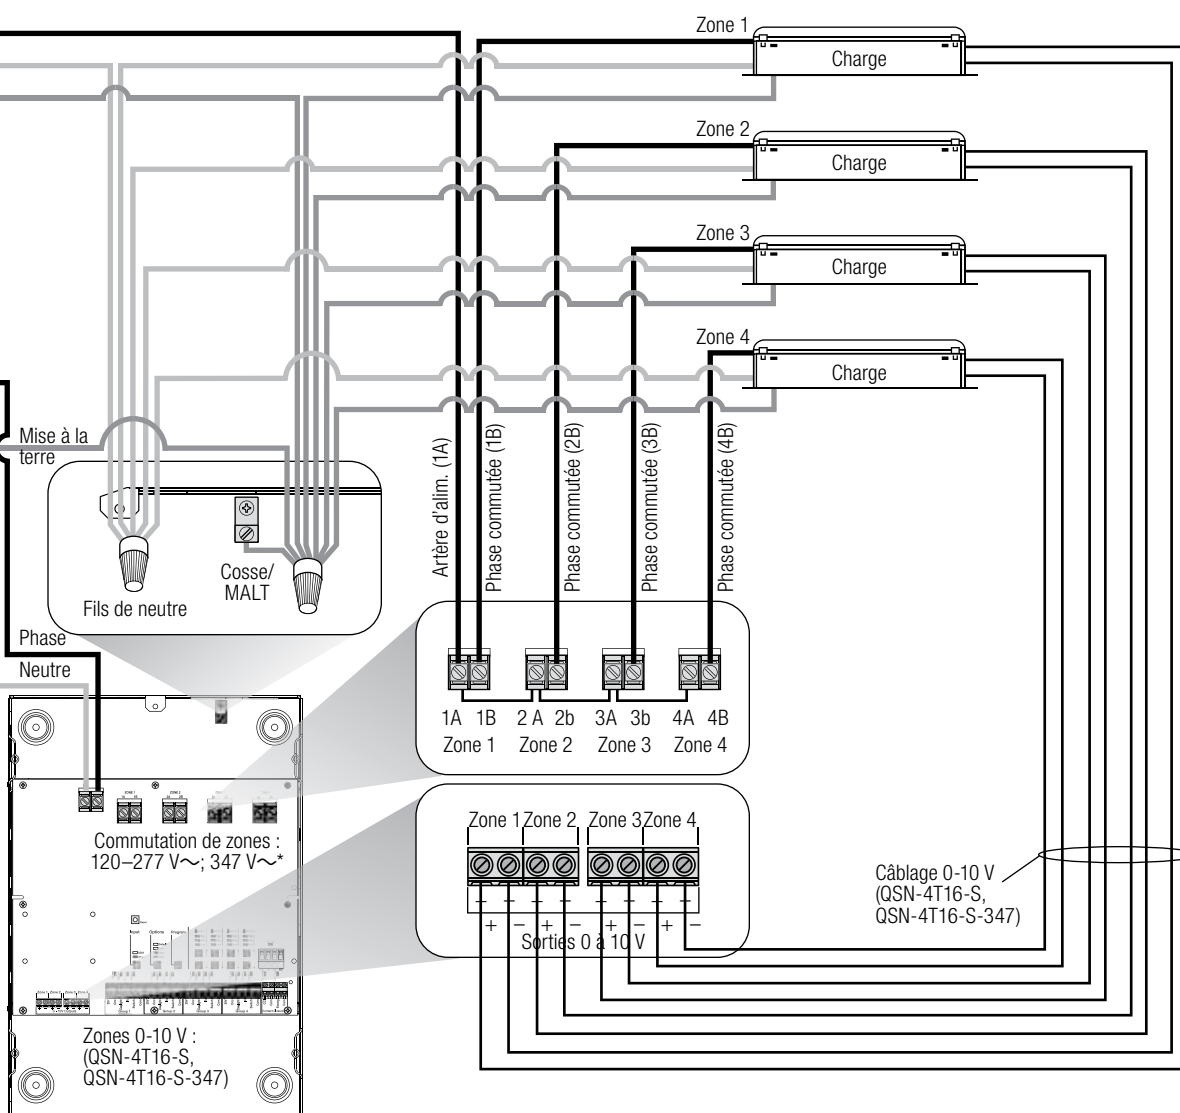 Zone 1
Charge
Zone 2
Charge
Zone 3
Charge
Zone 4
Charge
Mise à la
terre
Artère d'alim. (1A)
Phase commutée (1B)
Phase commutée (2B)
Phase commutée (3B)
Phase commutée (4B)
Cosse/
MALT
Fils de neutre
Phase
Neutre
1A 1B 2 A 2b 3A 3b 4A 4B
Zone 1 Zone 2 Zone 3 Zone 4
Commutation de zones :
120–277 V~; 347 V~*
Zone 1 Zone 2 Zone 3 Zone 4
+ − + − + − + −
Sorties 0 à 10 V
Câblage 0-10 V
(QSN-4T16-S,
QSN-4T16-S-347)
Input Options Program
Zones 0-10 V :
(QSN-4T16-S,
QSN-4T16-S-347)